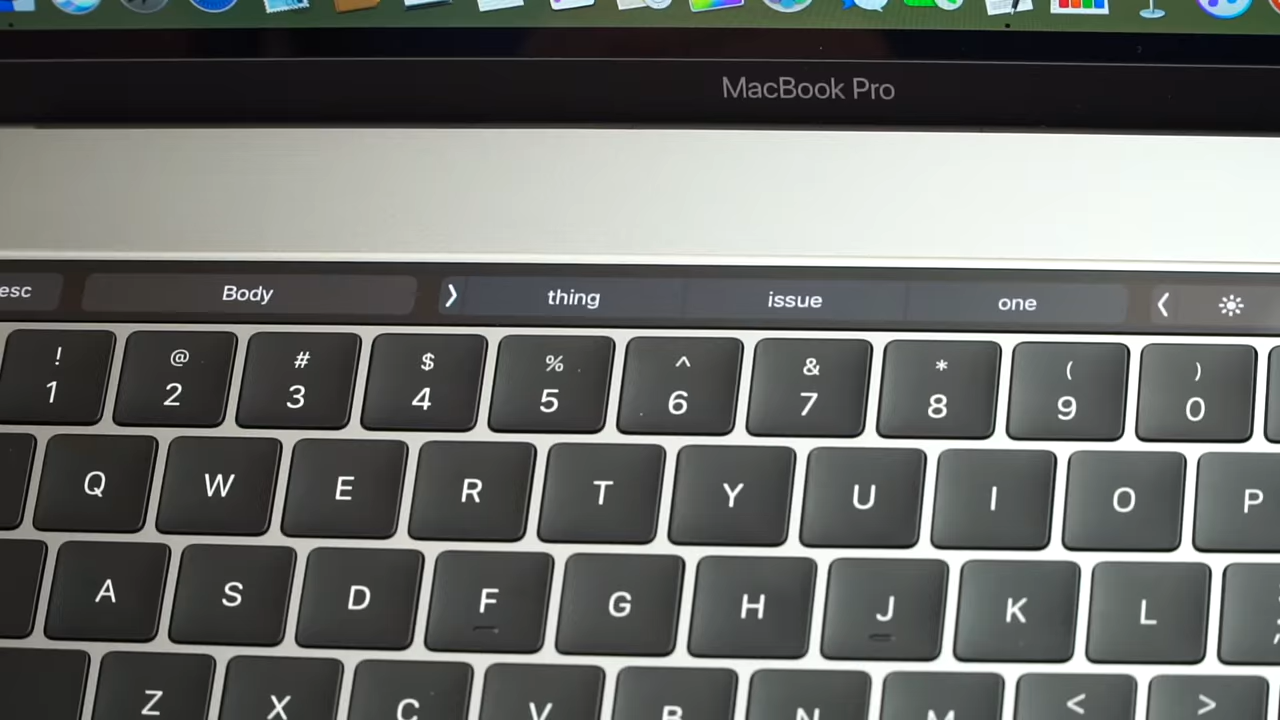 MacBook Pro
esc Body thing issue one
! @ # $ % ^ & * ( )
1 2 3 4 5 6 7 8 9 0
Q W E R T Y U I O P
A S D F G H J K L
Z X C V B N M < >